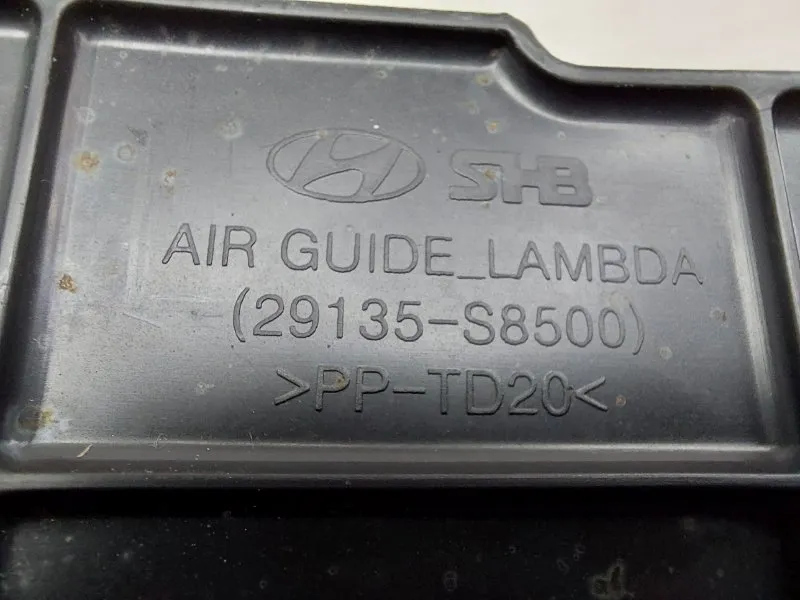 SHB
AIR GUIDE_LAMBDA
(29135-S8500)
>PP-TD20<